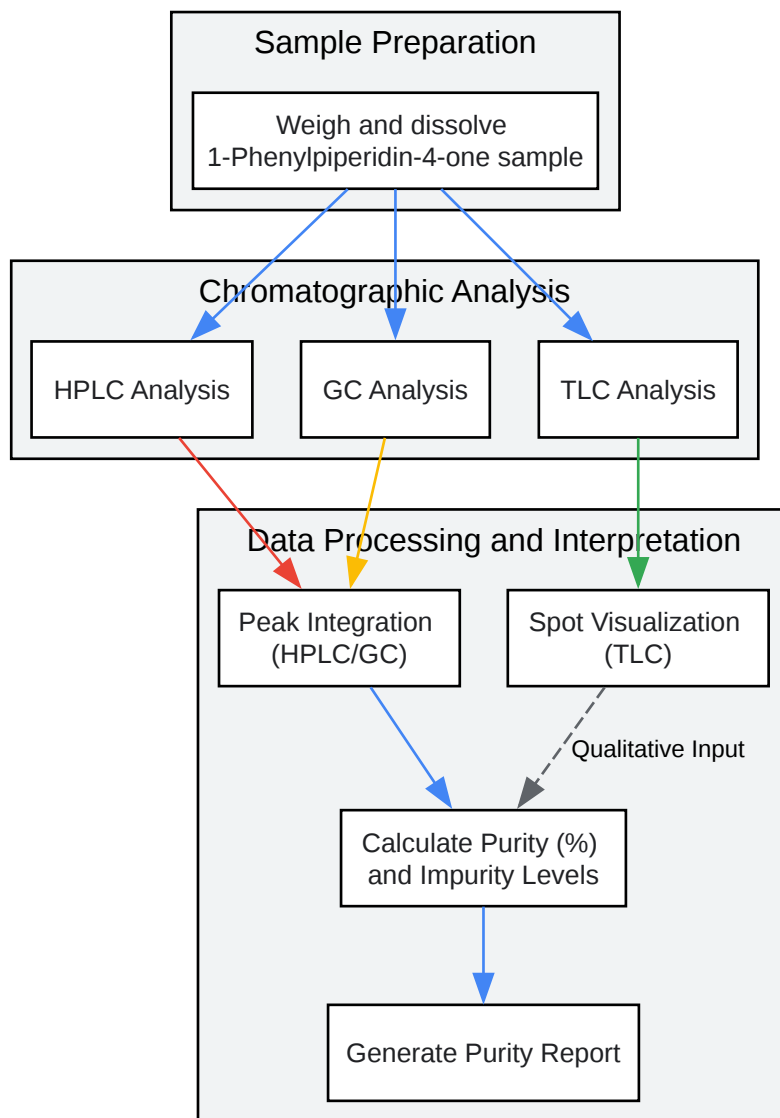 Sample Preparation
Weigh and dissolve
1-Phenylpiperidin-4-one sample
Chromatographic Analysis
HPLC Analysis
GC Analysis
TLC Analysis
Data Processing and Interpretation
Peak Integration
(HPLC/GC)
Spot Visualization
(TLC)
Qualitative Input
Calculate Purity (%)
and Impurity Levels
Generate Purity Report